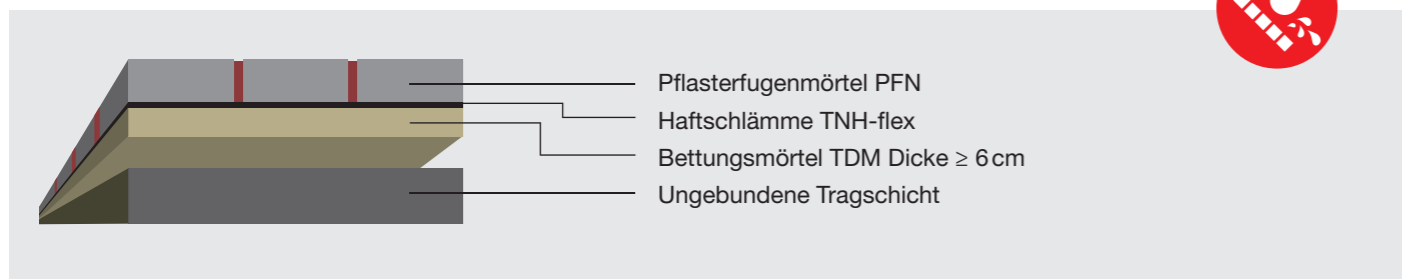 Pflasterfugenmörtel PFN
Haftschlämme TNH-flex
Bettungsmörtel TDM Dicke ≥ 6 cm
Ungebundene Tragschicht